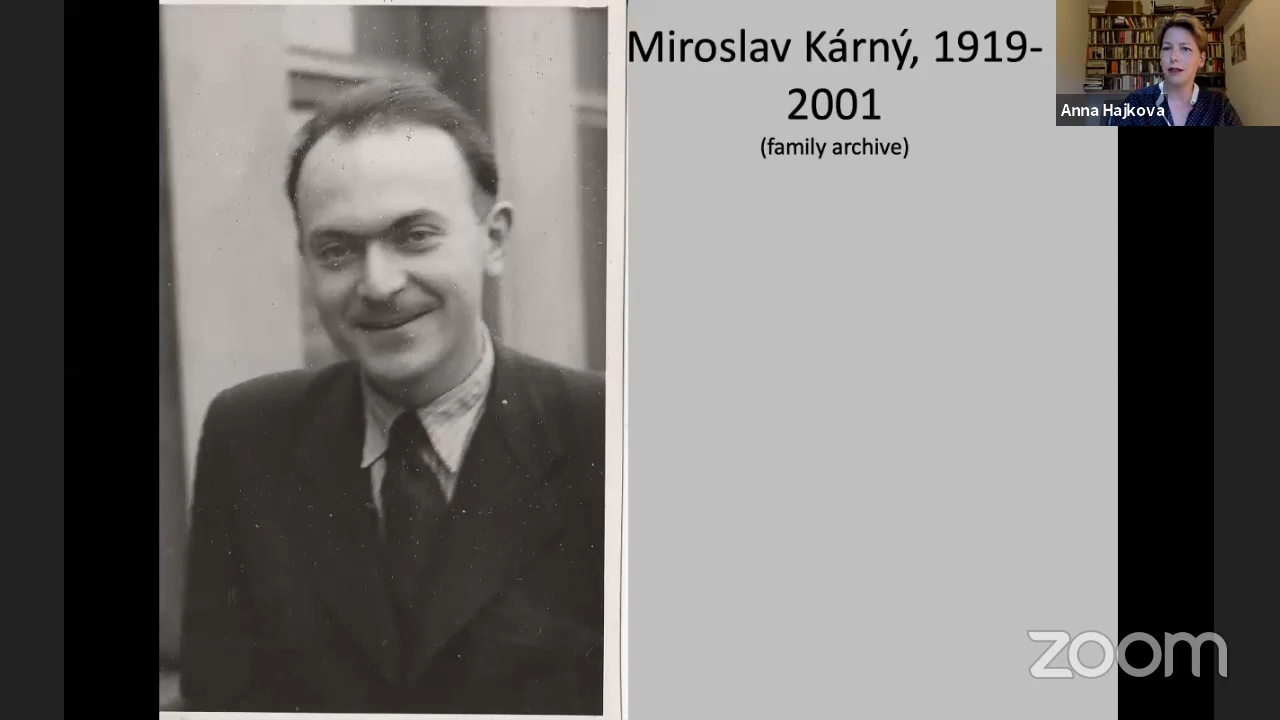 Miroslav Kárný, 1919-
2001
(family archive)
Anna Hajkova
zoom